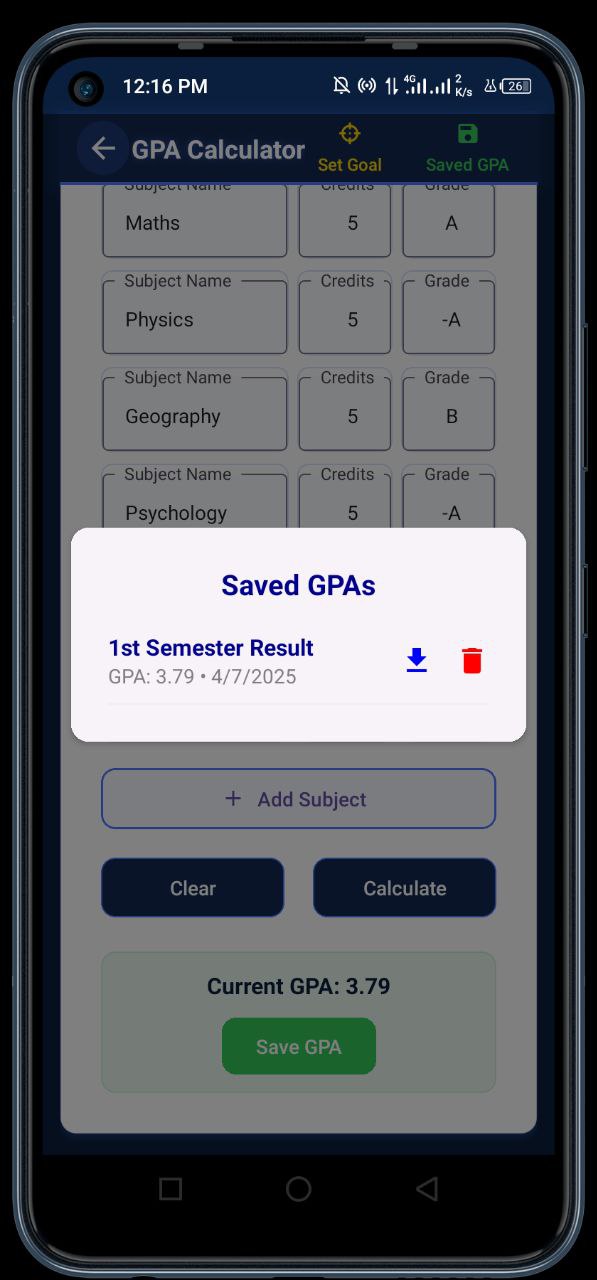 12:16 PM 4G 2 K/s 26
GPA Calculator Set Goal Saved GPA
Subject Name Credits Grade
Maths 5 A
Subject Name Credits Grade
Physics 5 -A
Subject Name Credits Grade
Geography 5 B
Subject Name Credits Grade
Psychology 5 -A
Saved GPAs
1st Semester Result
GPA: 3.79 • 4/7/2025
+ Add Subject
Clear Calculate
Current GPA: 3.79
Save GPA